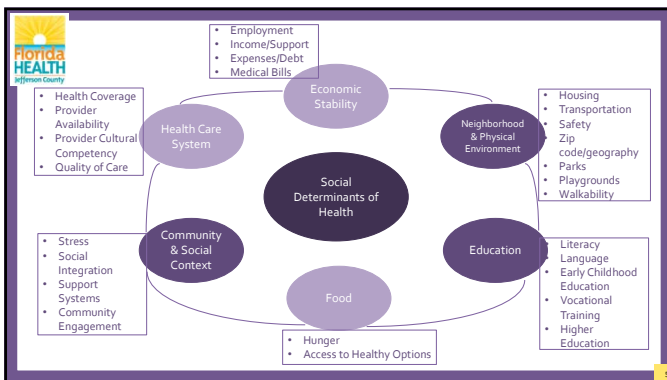 Florida
HEALTH
Jefferson County
• Employment
• Income/Support
• Expenses/Debt
• Medical Bills
Economic
Stability
• Health Coverage
• Provider
Availability
• Provider Cultural
Competency
• Quality of Care
Health Care
System
Neighborhood
& Physical
Environment
• Housing
• Transportation
• Safety
• Zip
code/geography
• Parks
• Playgrounds
• Walkability
Social
Determinants of
Health
• Stress
• Social
Integration
• Support
Systems
• Community
Engagement
Community
& Social
Context
Education
• Literacy
• Language
• Early Childhood
Education
• Vocational
Training
• Higher
Education
Food
• Hunger
• Access to Healthy Options